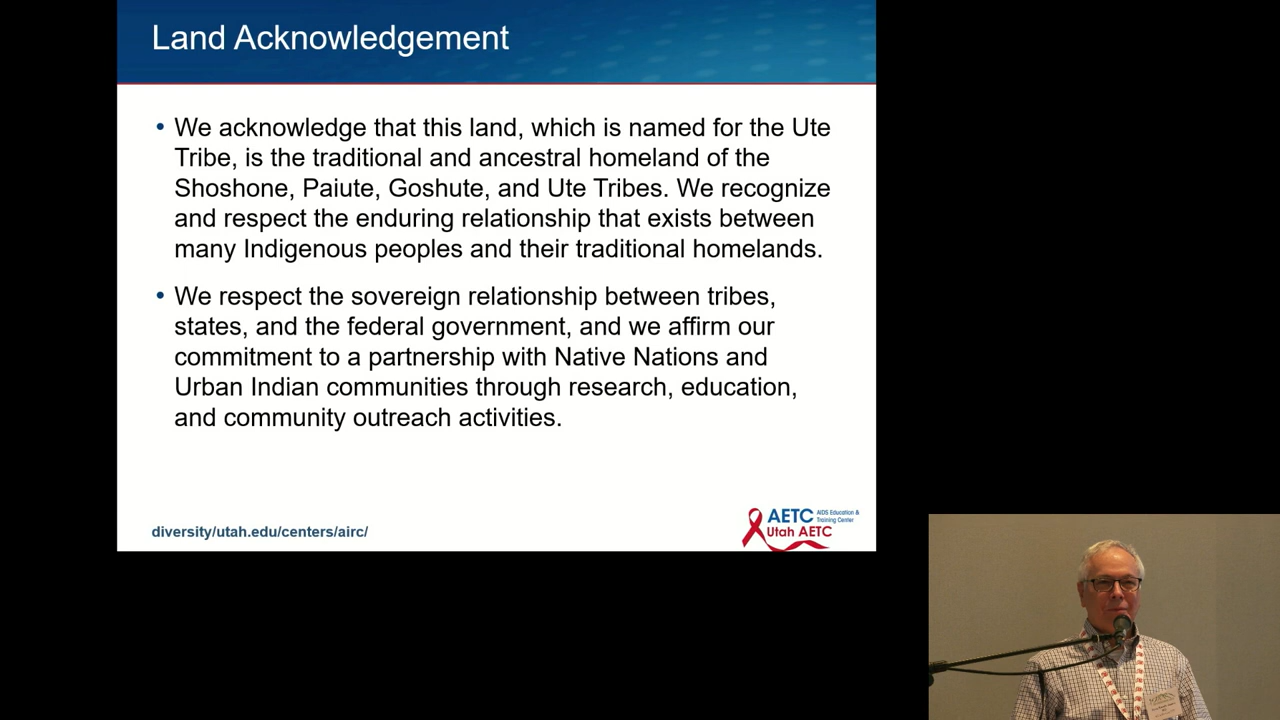 Land Acknowledgement
• We acknowledge that this land, which is named for the Ute
Tribe, is the traditional and ancestral homeland of the
Shoshone, Paiute, Goshute, and Ute Tribes. We recognize
and respect the enduring relationship that exists between
many Indigenous peoples and their traditional homelands.
• We respect the sovereign relationship between tribes,
states, and the federal government, and we affirm our
commitment to a partnership with Native Nations and
Urban Indian communities through research, education,
and community outreach activities.
diversity/utah.edu/centers/airc/
AETC AIDS Education &
Training Center
Utah AETC